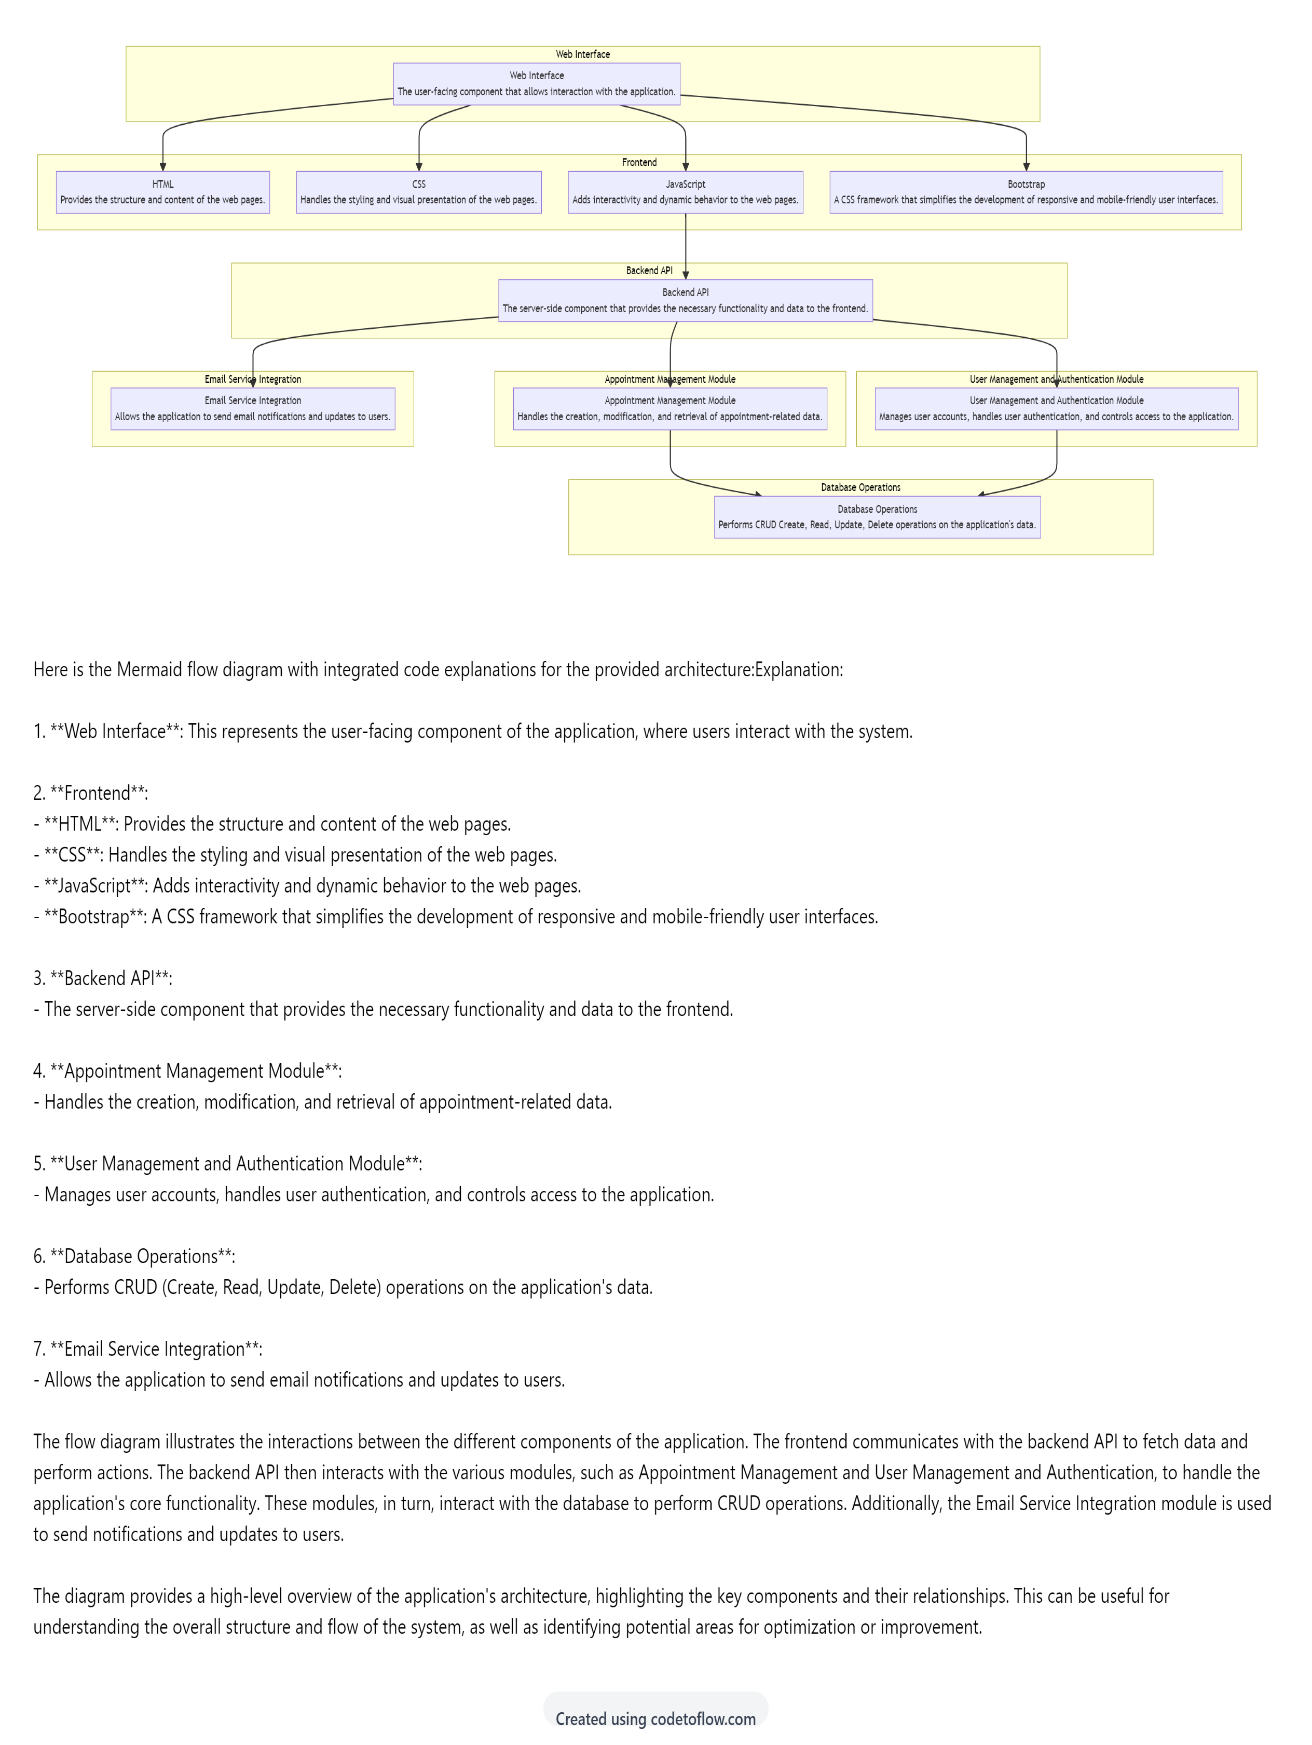 Web Interface
Web Interface
The user-facing component that allows interaction with the application.
Frontend
HTML
Provides the structure and content of the web pages.
CSS
Handles the styling and visual presentation of the web pages.
JavaScript
Adds interactivity and dynamic behavior to the web pages.
Bootstrap
A CSS framework that simplifies the development of responsive and mobile-friendly user interfaces.
Backend API
Backend API
The server-side component that provides the necessary functionality and data to the frontend.
Email Service Integration
Email Service Integration
Allows the application to send email notifications and updates to users.
Appointment Management Module
Appointment Management Module
Handles the creation, modification, and retrieval of appointment-related data.
User Management and Authentication Module
User Management and Authentication Module
Manages user accounts, handles user authentication, and controls access to the application.
Database Operations
Database Operations
Performs CRUD Create, Read, Update, Delete operations on the application's data.
Here is the Mermaid flow diagram with integrated code explanations for the provided architecture:Explanation:
1. **Web Interface**: This represents the user-facing component of the application, where users interact with the system.
2. **Frontend**:
- **HTML**: Provides the structure and content of the web pages.
- **CSS**: Handles the styling and visual presentation of the web pages.
- **JavaScript**: Adds interactivity and dynamic behavior to the web pages.
- **Bootstrap**: A CSS framework that simplifies the development of responsive and mobile-friendly user interfaces.
3. **Backend API**:
- The server-side component that provides the necessary functionality and data to the frontend.
4. **Appointment Management Module**:
- Handles the creation, modification, and retrieval of appointment-related data.
5. **User Management and Authentication Module**:
- Manages user accounts, handles user authentication, and controls access to the application.
6. **Database Operations**:
- Performs CRUD (Create, Read, Update, Delete) operations on the application's data.
7. **Email Service Integration**:
- Allows the application to send email notifications and updates to users.
The flow diagram illustrates the interactions between the different components of the application. The frontend communicates with the backend API to fetch data and
perform actions. The backend API then interacts with the various modules, such as Appointment Management and User Management and Authentication, to handle the
application's core functionality. These modules, in turn, interact with the database to perform CRUD operations. Additionally, the Email Service Integration module is used
to send notifications and updates to users.
The diagram provides a high-level overview of the application's architecture, highlighting the key components and their relationships. This can be useful for
understanding the overall structure and flow of the system, as well as identifying potential areas for optimization or improvement.
Created using codetoflow.com